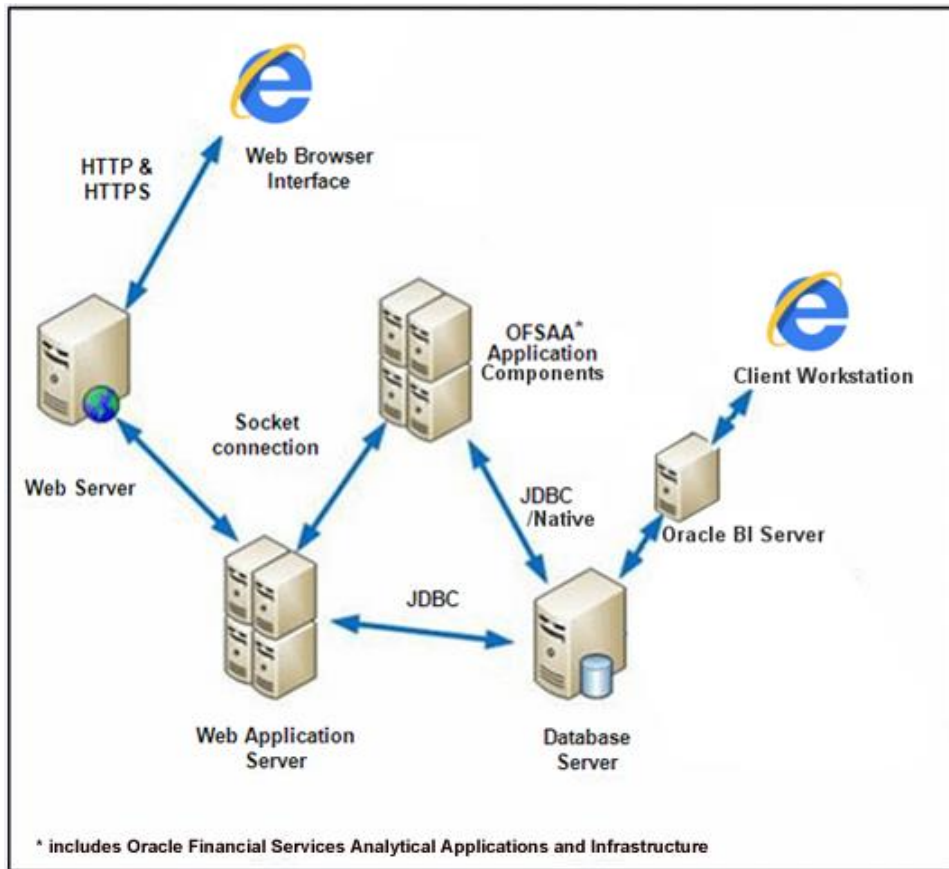 Web Browser
Interface
HTTP &
HTTPS
OFSAA*
Application
Components
Client Workstation
Socket
connection
Web Server
JDBC
/Native
Oracle BI Server
JDBC
Web Application
Server
Database
Server
* includes Oracle Financial Services Analytical Applications and Infrastructure